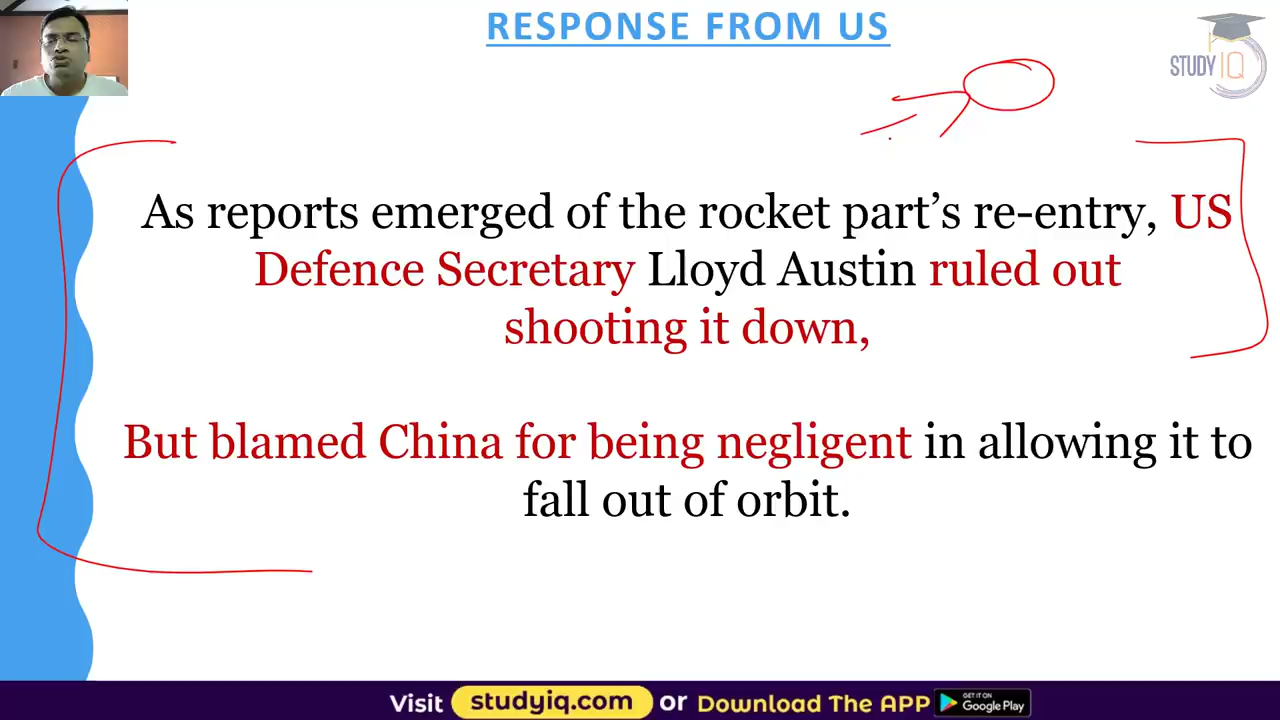 RESPONSE FROM US
STUDY IQ
As reports emerged of the rocket part’s re-entry, US
Defence Secretary Lloyd Austin ruled out
shooting it down,
But blamed China for being negligent in allowing it to
fall out of orbit.
Visit studyiq.com or Download The APP GET IT ON Google Play